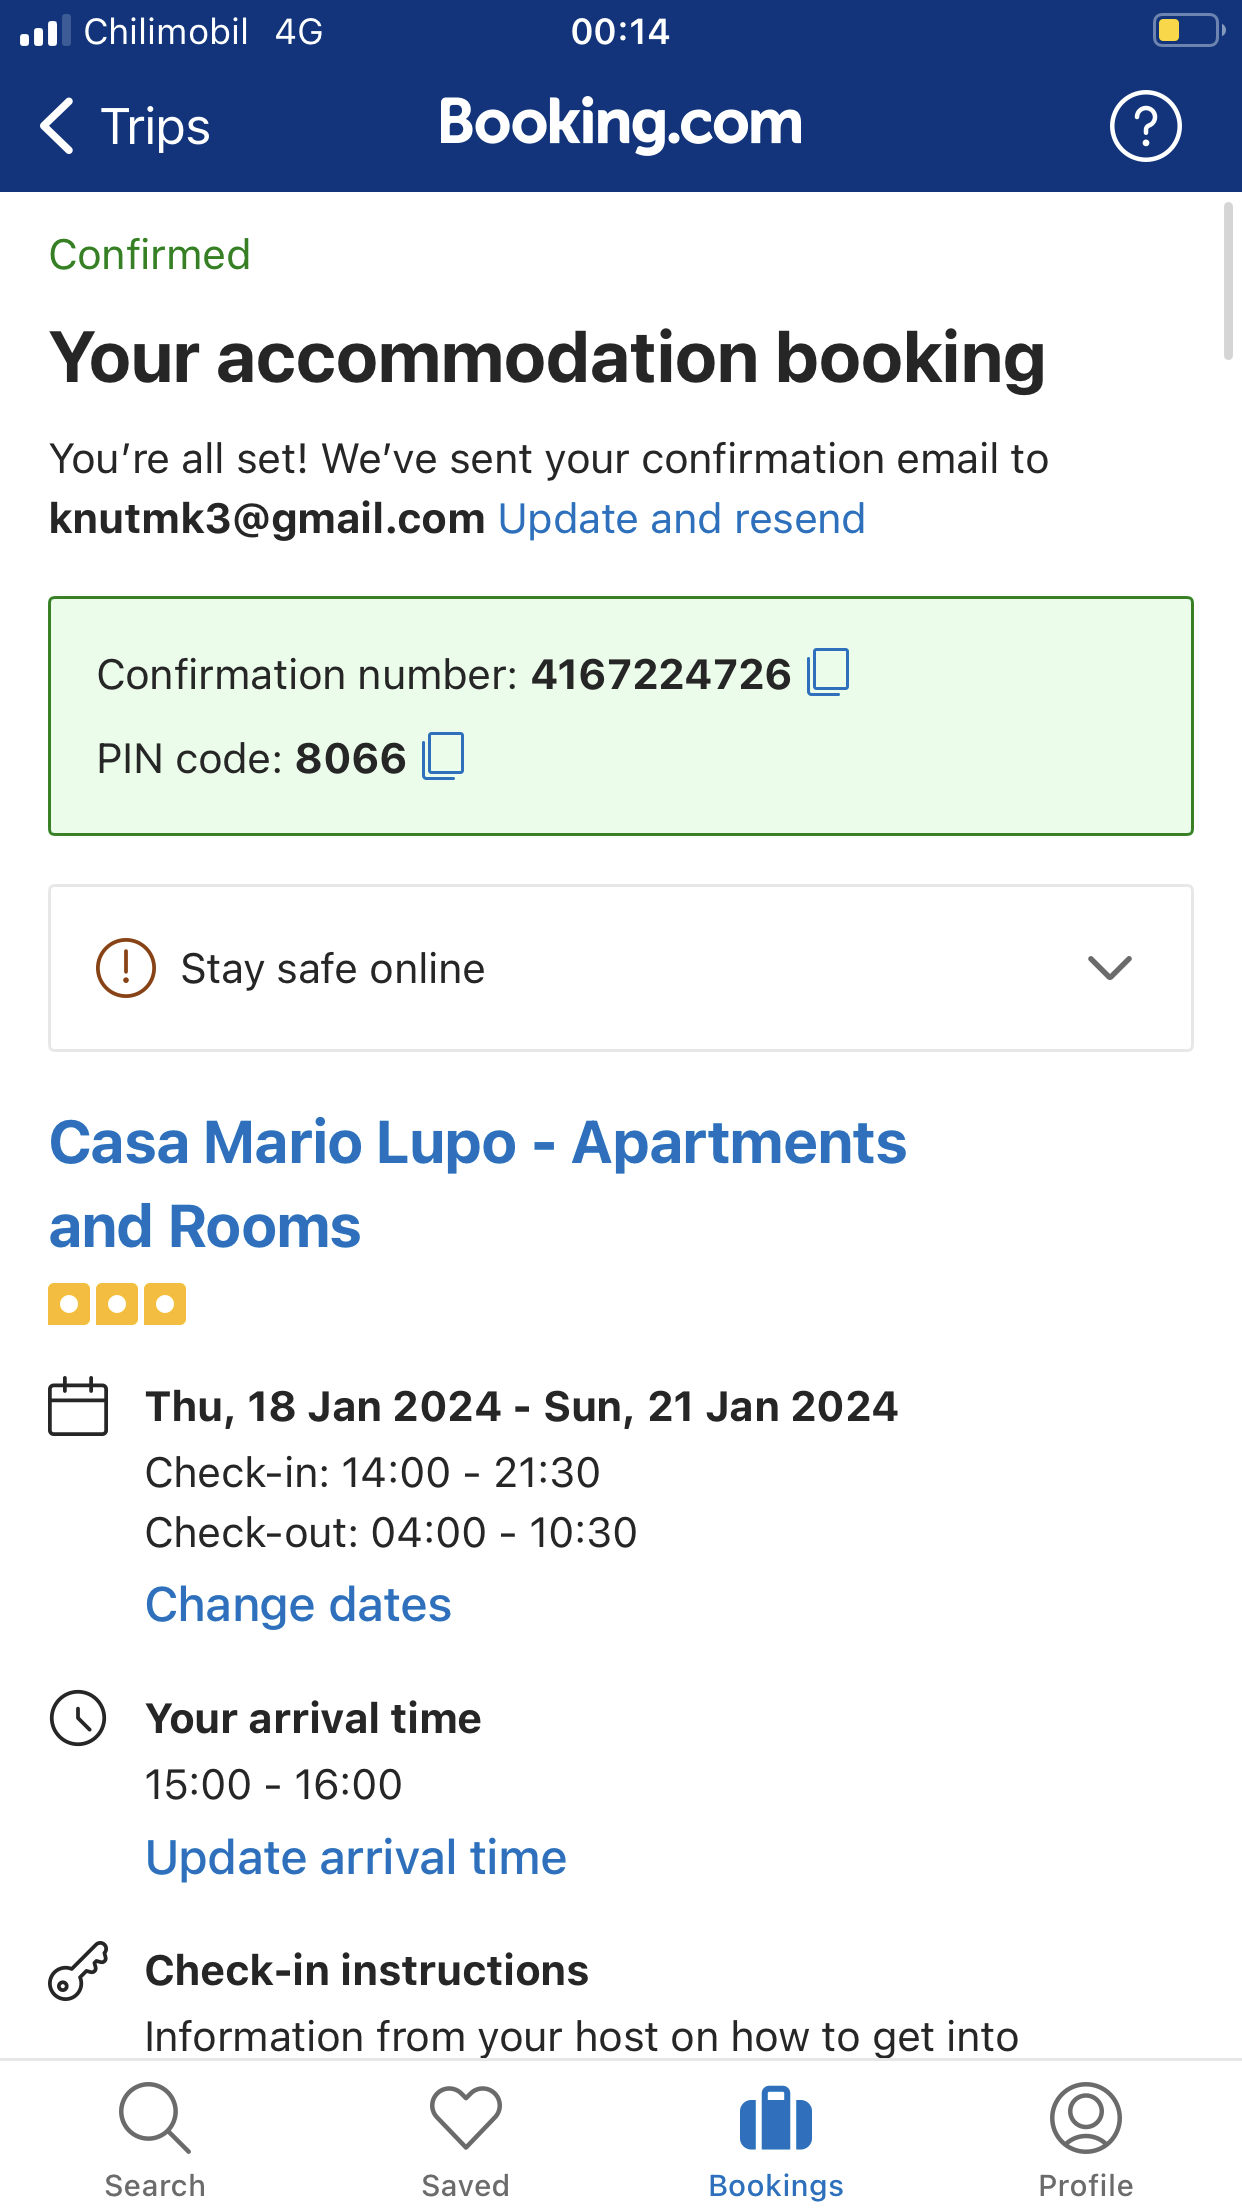 Chilimobil 4G 00:14
Trips Booking.com ?
Confirmed
Your accommodation booking
You’re all set! We’ve sent your confirmation email to
knutmk3@gmail.com Update and resend
Confirmation number: 4167224726
PIN code: 8066
Stay safe online
Casa Mario Lupo - Apartments
and Rooms
Thu, 18 Jan 2024 - Sun, 21 Jan 2024
Check-in: 14:00 - 21:30
Check-out: 04:00 - 10:30
Change dates
Your arrival time
15:00 - 16:00
Update arrival time
Check-in instructions
Information from your host on how to get into
Search Saved Bookings Profile